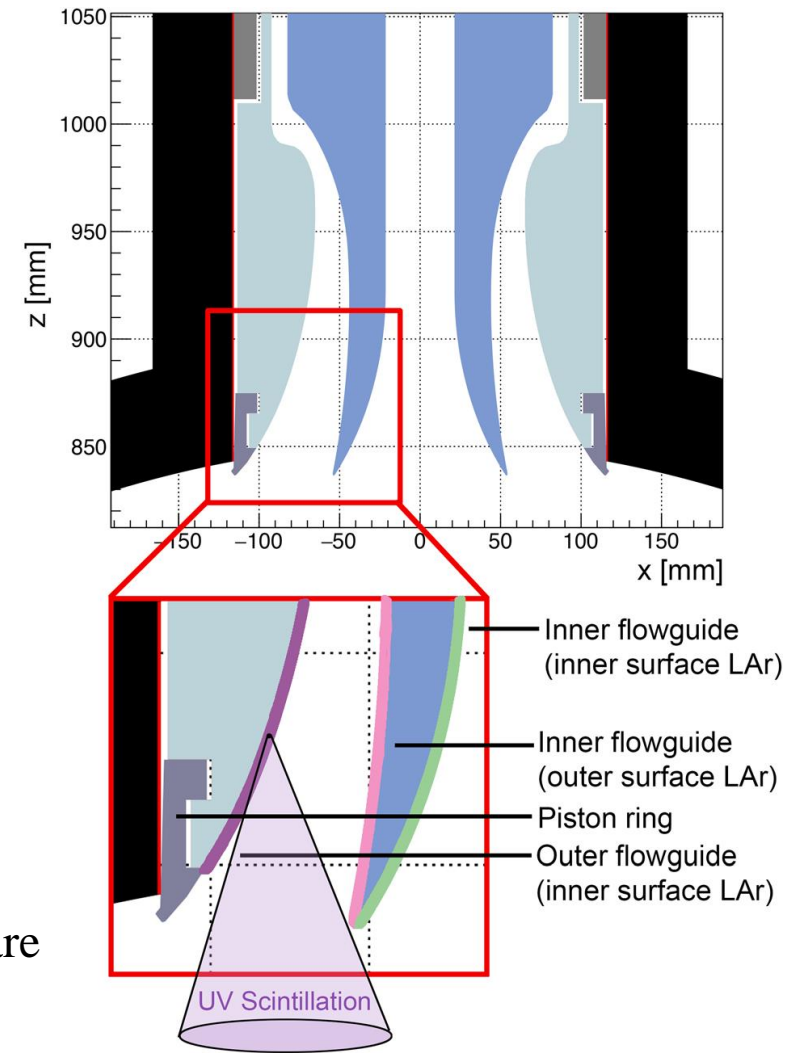 1050
1000
950
900
850
z [mm]
−150 −100 −50 0 50 100 150
x [mm]
Inner flowguide
(inner surface LAr)
Inner flowguide
(outer surface LAr)
Piston ring
Outer flowguide
(inner surface LAr)
UV Scintillation